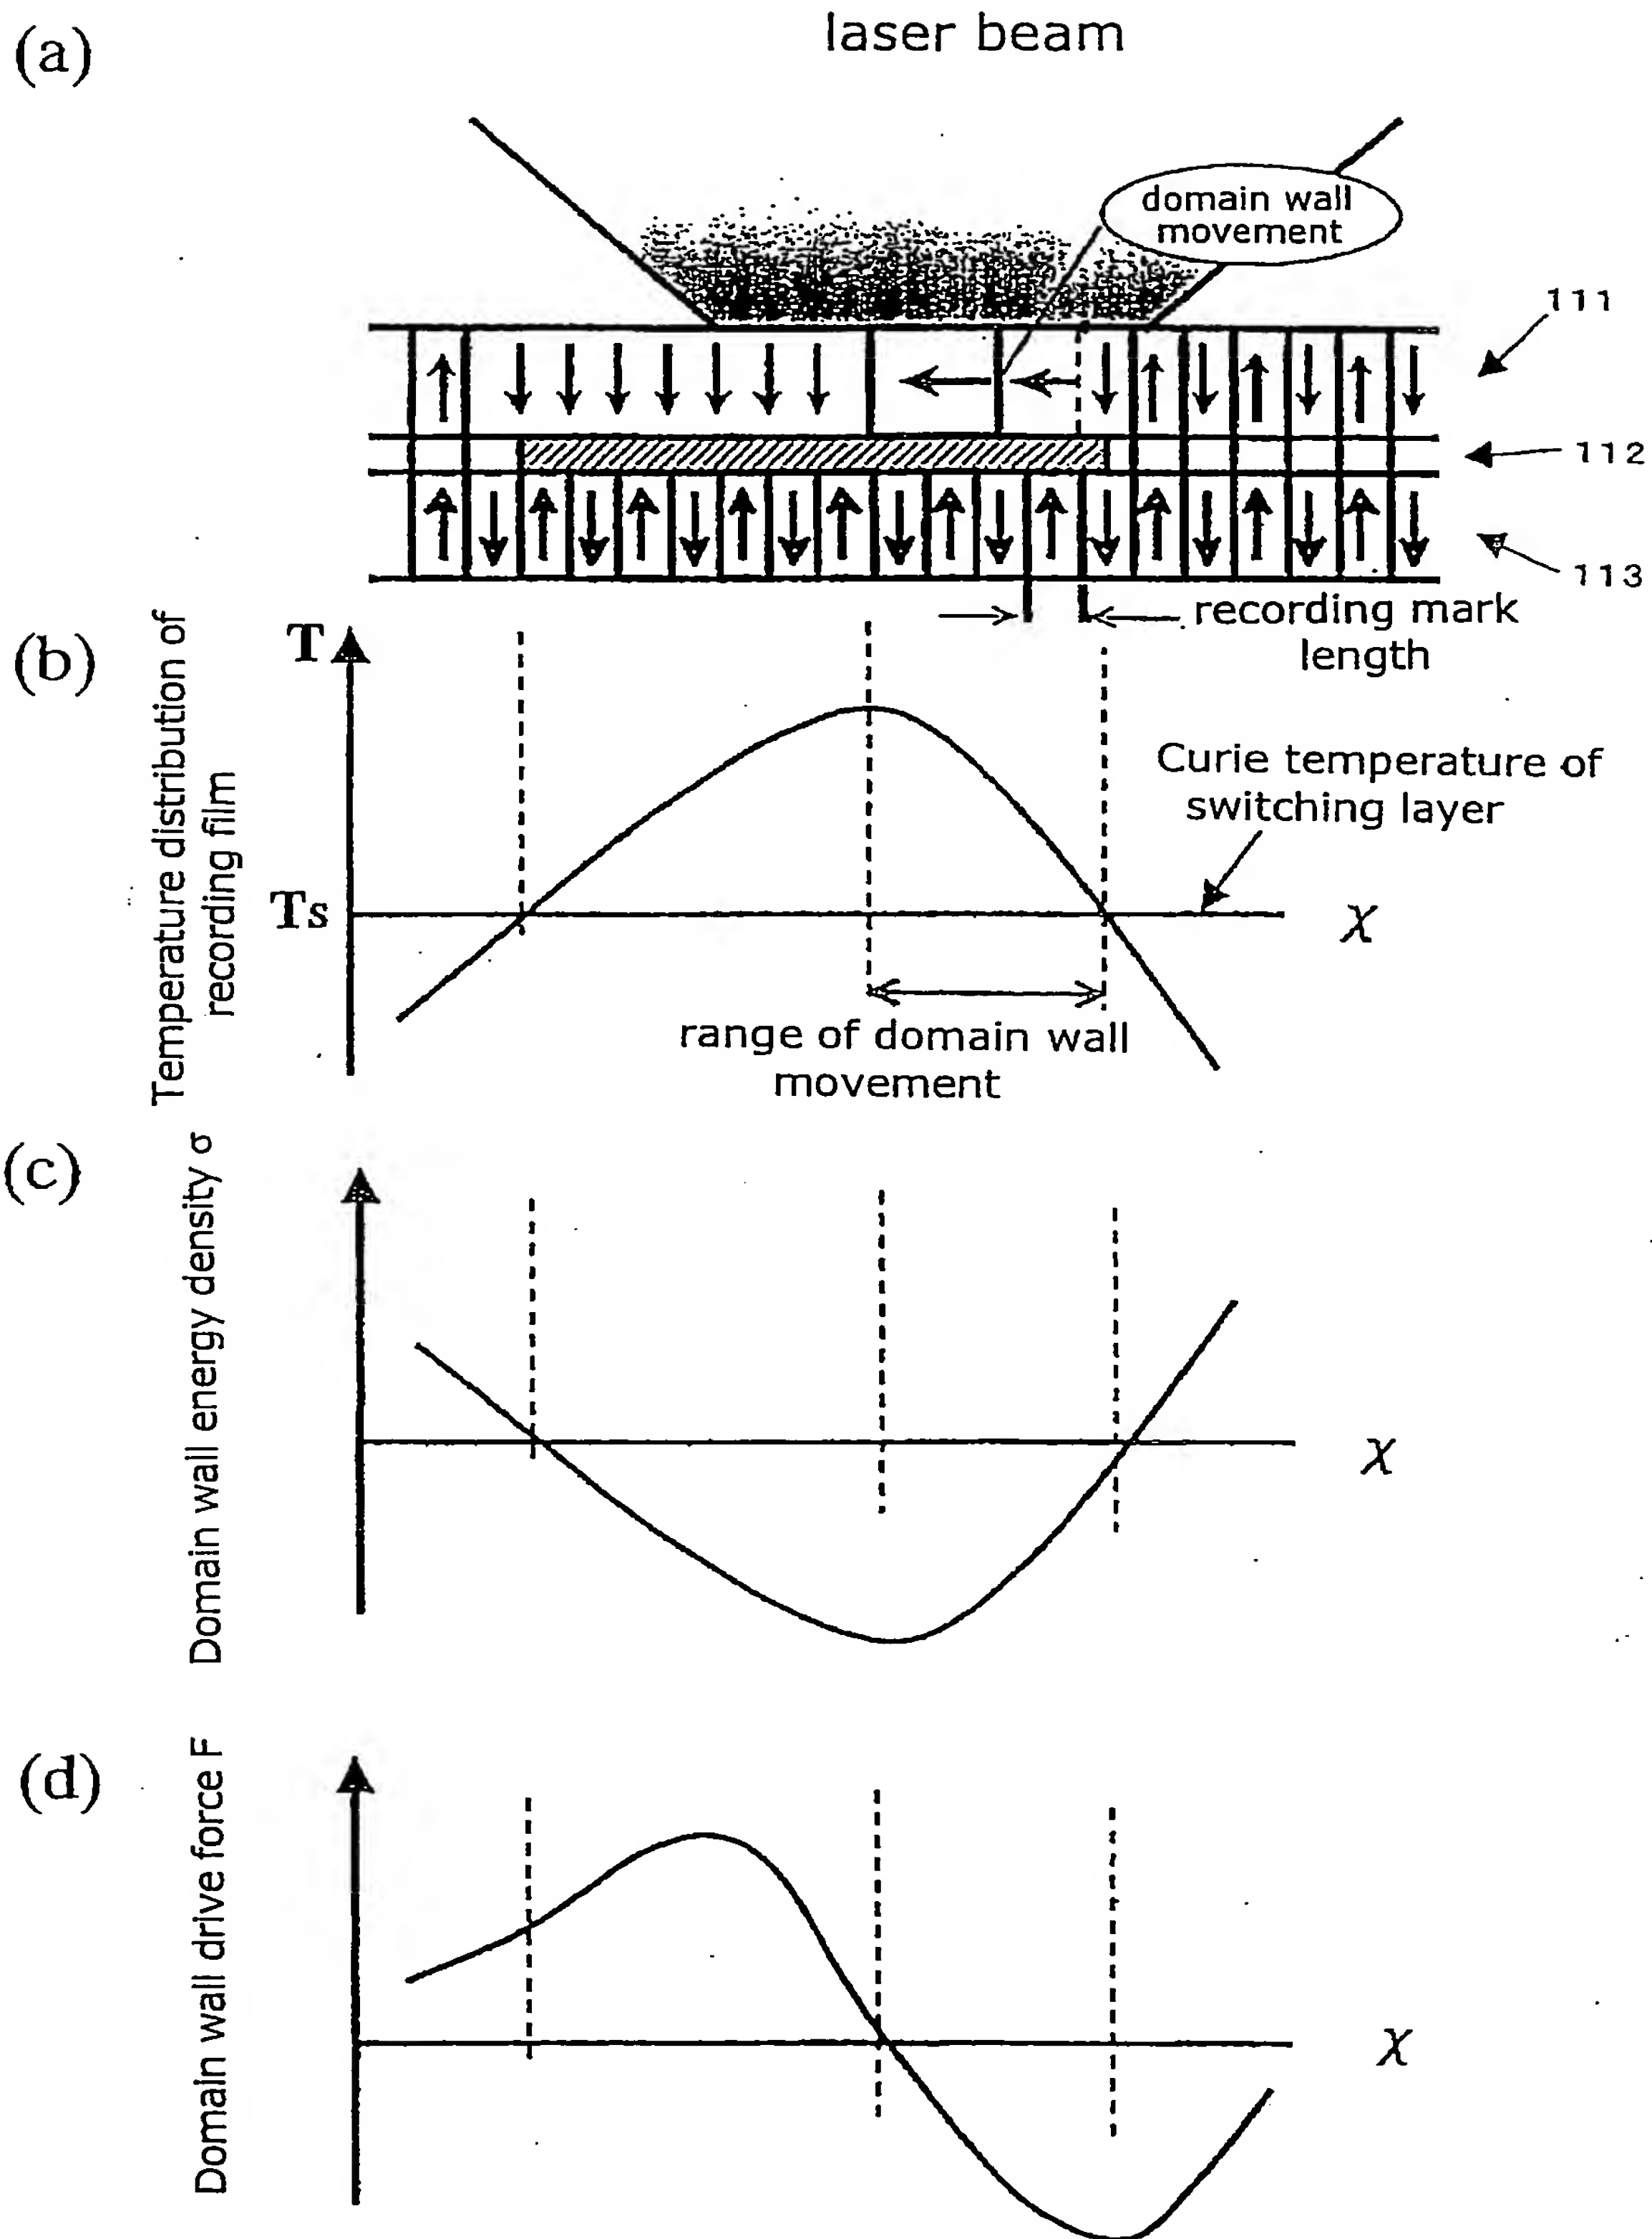 (a)
laser beam
domain wall
movement
111
112
113
recording mark
length
(b)
Temperature distribution of
recording film
T
Ts
Curie temperature of
switching layer
χ
range of domain wall
movement
(c)
Domain wall energy density σ
χ
(d)
Domain wall drive force F
χ